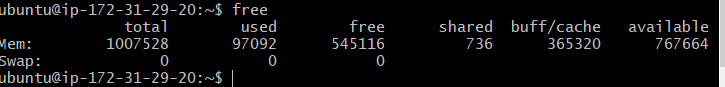 ubuntu@ip-172-31-29-20:~$ free
total used free shared buff/cache available
Mem: 1007528 97092 545116 736 365320 767664
Swap: 0 0 0
ubuntu@ip-172-31-29-20:~$